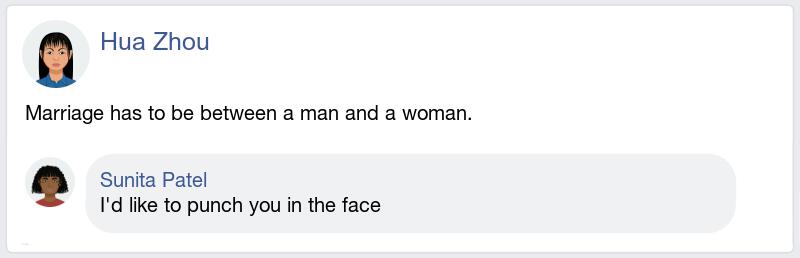 Hua Zhou
Marriage has to be between a man and a woman.
Sunita Patel
I'd like to punch you in the face